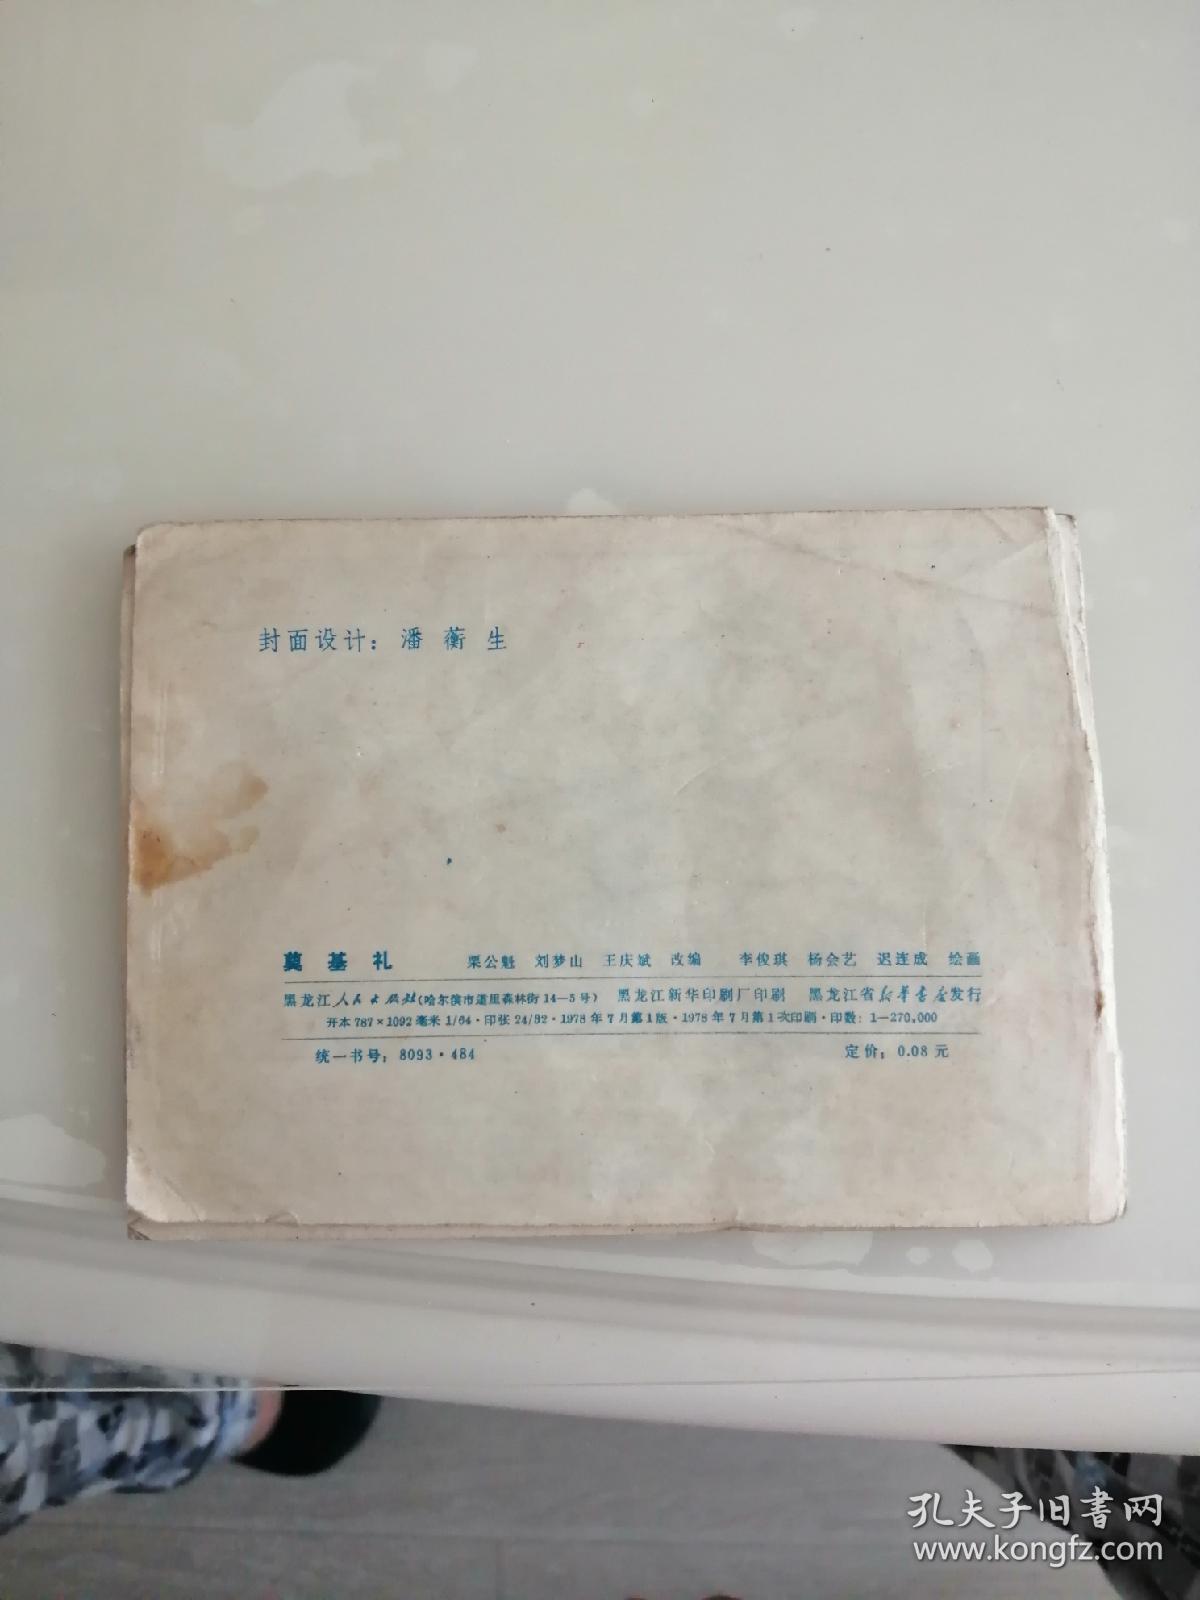 封面设计：潘蘅生
奠基礼 栗公魁 刘梦山 王庆斌 改编 李俊琪 杨会艺 迟连成 绘画
黑龙江人民出版社(哈尔滨市道里森林街14—5号) 黑龙江新华印刷厂印刷 黑龙江省新华书店发行
开本787×1092毫米1/64·印张24/32·1978年7月第1版·1978年7月第1次印刷·印数：1—270,000
统一书号：8093·484 定价：0.08元
孔夫子旧书网
www.kongfz.com